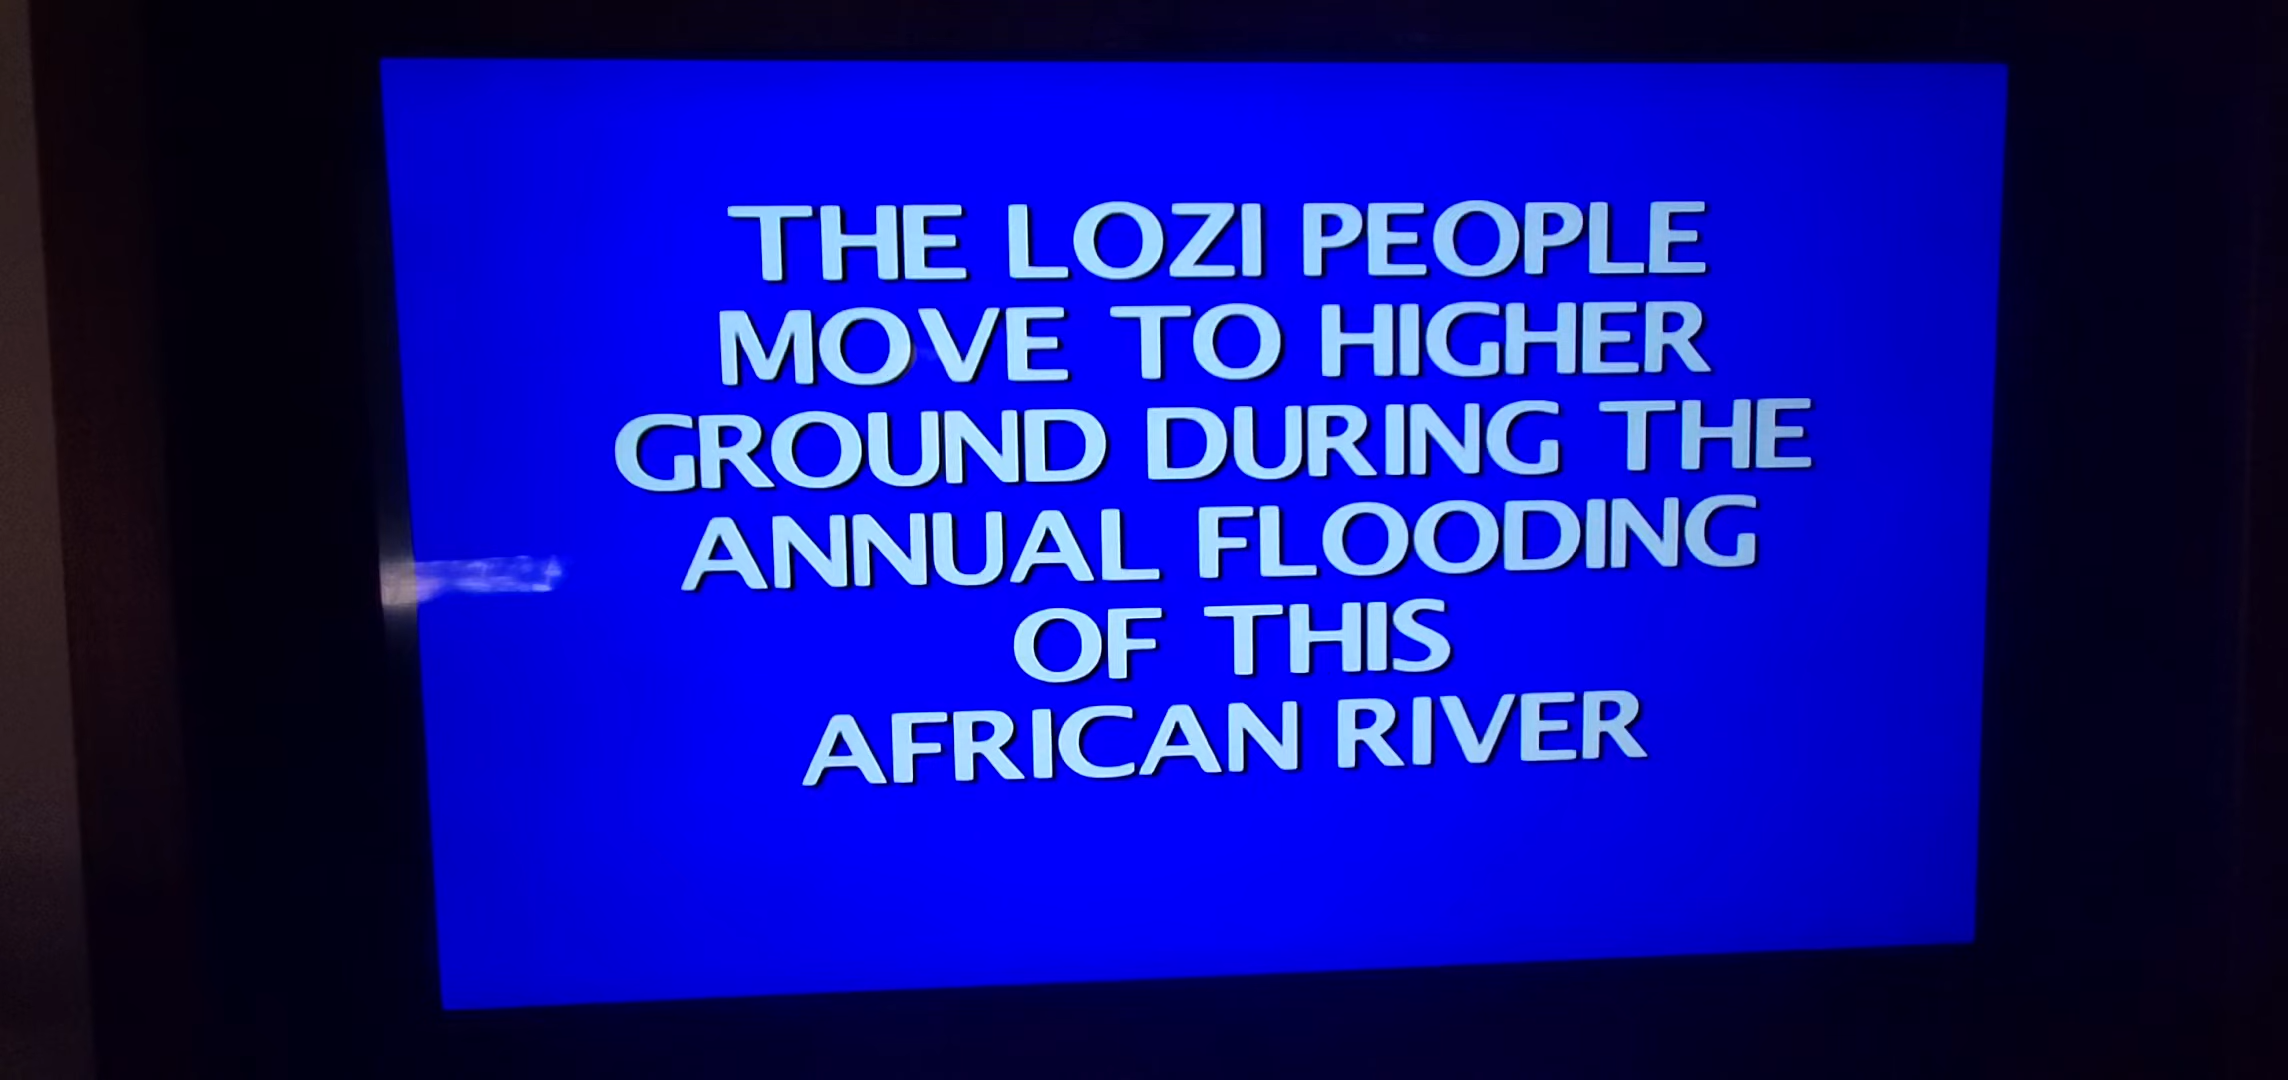 THE LOZI PEOPLE
MOVE TO HIGHER
GROUND DURING THE
ANNUAL FLOODING
OF THIS
AFRICAN RIVER